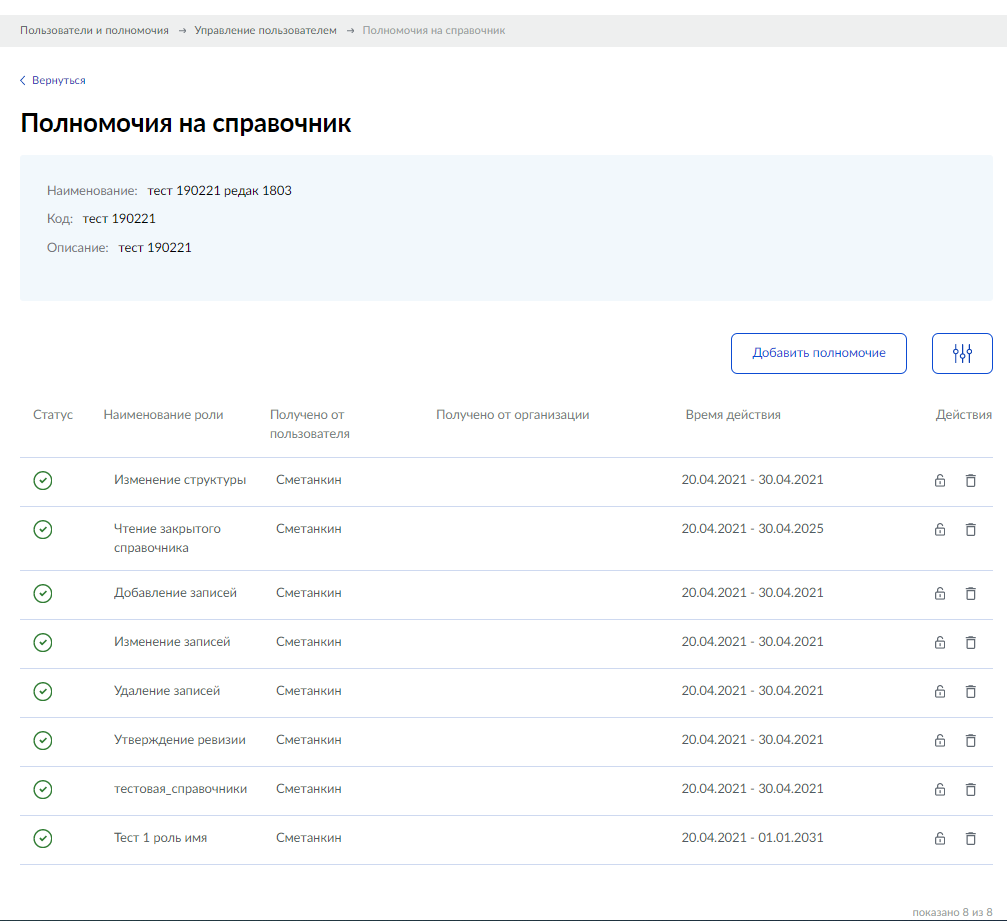 Пользователи и полномочия → Управление пользователем → Полномочия на справочник
Вернуться
Полномочия на справочник
Наименование: тест 190221 редак 1803
Код: тест 190221
Описание: тест 190221
Добавить полномочие
Статус Наименование роли Получено от пользователя Получено от организации Время действия Действия
Изменение структуры Сметанкин 20.04.2021 - 30.04.2021
Чтение закрытого справочника Сметанкин 20.04.2021 - 30.04.2025
Добавление записей Сметанкин 20.04.2021 - 30.04.2021
Изменение записей Сметанкин 20.04.2021 - 30.04.2021
Удаление записей Сметанкин 20.04.2021 - 30.04.2021
Утверждение ревизии Сметанкин 20.04.2021 - 30.04.2021
тестовая_справочники Сметанкин 20.04.2021 - 30.04.2021
Тест 1 роль имя Сметанкин 20.04.2021 - 01.01.2031
показано 8 из 8